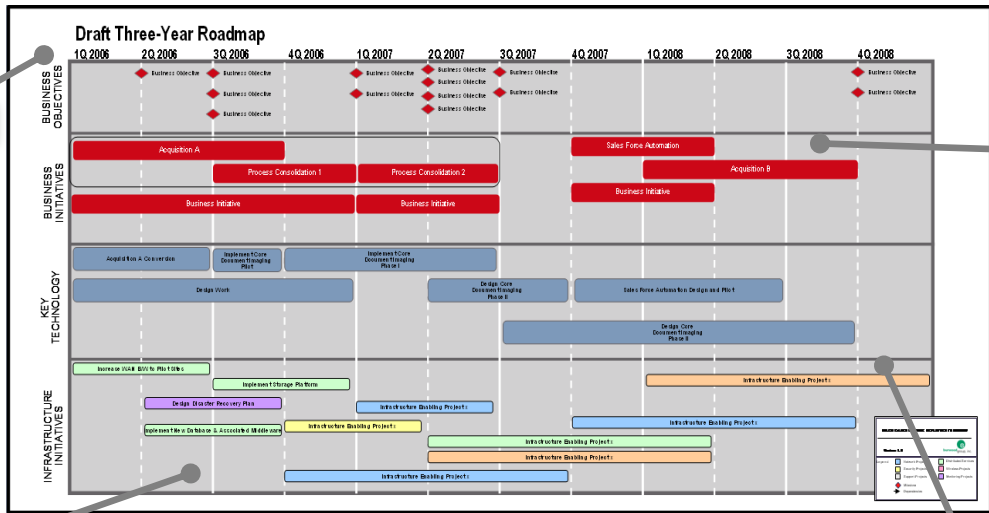 Draft Three-Year Roadmap
1Q 2006 2Q 2006 3Q 2006 4Q 2006 1Q 2007 2Q 2007 3Q 2007 4Q 2007 1Q 2008 2Q 2008 3Q 2008 4Q 2008
BUSINESS
OBJECTIVES
Business Objective Business Objective Business Objective Business Objective Business Objective Business Objective
Business Objective
Business Objective Business Objective Business Objective Business Objective
Business Objective
Business Objective
Business Objective
BUSINESS
INITIATIVES
Acquisition A
Sales Force Automation
Process Consolidation 1 Process Consolidation 2
Acquisition B
Business Initiative
Business Initiative Business Initiative
KEY
TECHNOLOGY
Acquisition A Conversion
Implement Core
Document Imaging
Pilot
Implement Core
Document Imaging
Phase I
Design Work
Design Core
Document Imaging
Phase II
Sales Force Automation Design and Pilot
Design Core
Document Imaging
Phase II
INFRASTRUCTURE
INITIATIVES
Increase WAN BW to Pilot Sites
Infrastructure Enabling Projects
Implement Storage Platform
Design Disaster Recovery Plan
Infrastructure Enabling Projects
Infrastructure Enabling Projects
Implement New Database & Associated Middleware
Infrastructure Enabling Projects
Infrastructure Enabling Projects
Infrastructure Enabling Projects
Infrastructure Enabling Projects